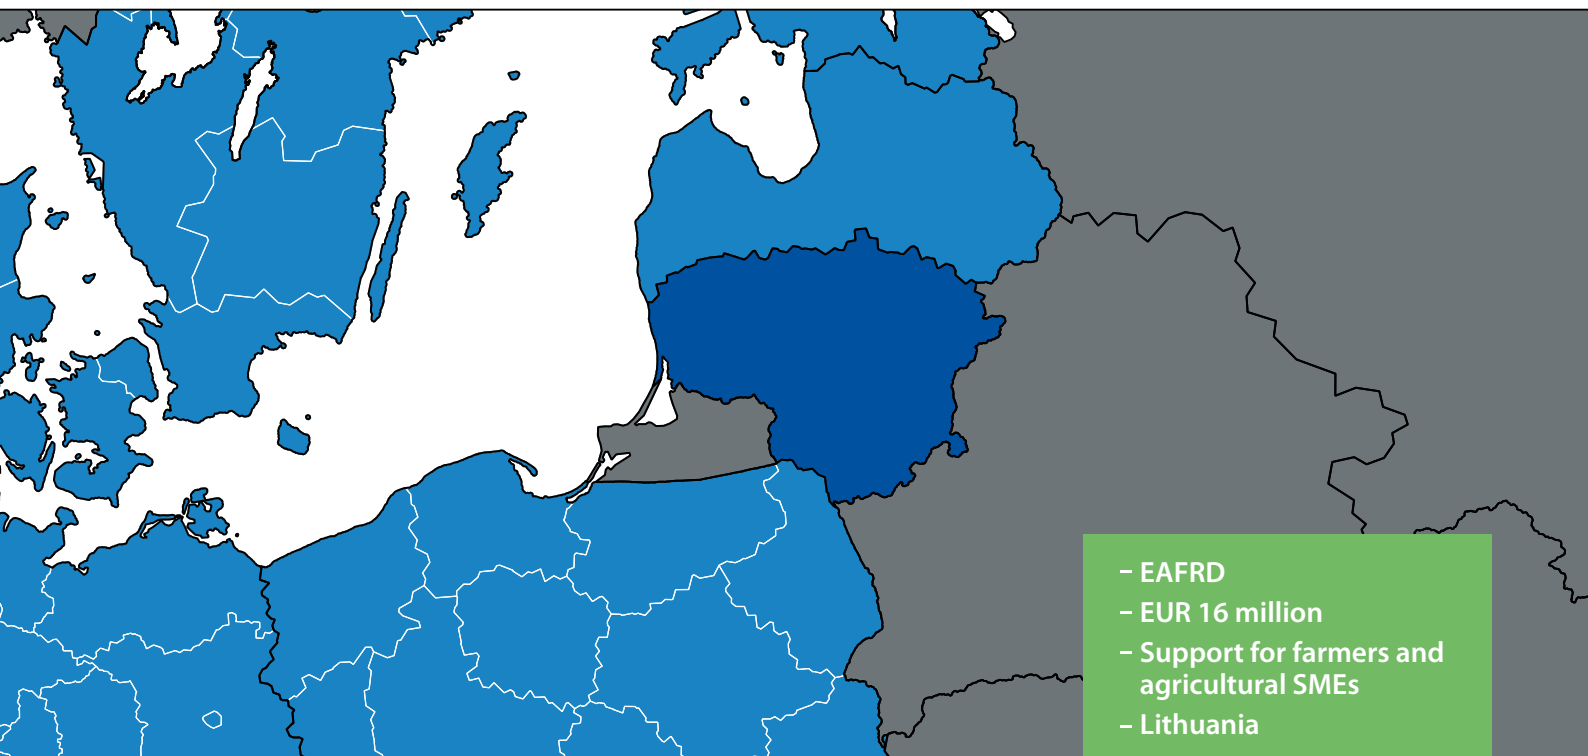 – EAFRD
– EUR 16 million
– Support for farmers and
agricultural SMEs
– Lithuania